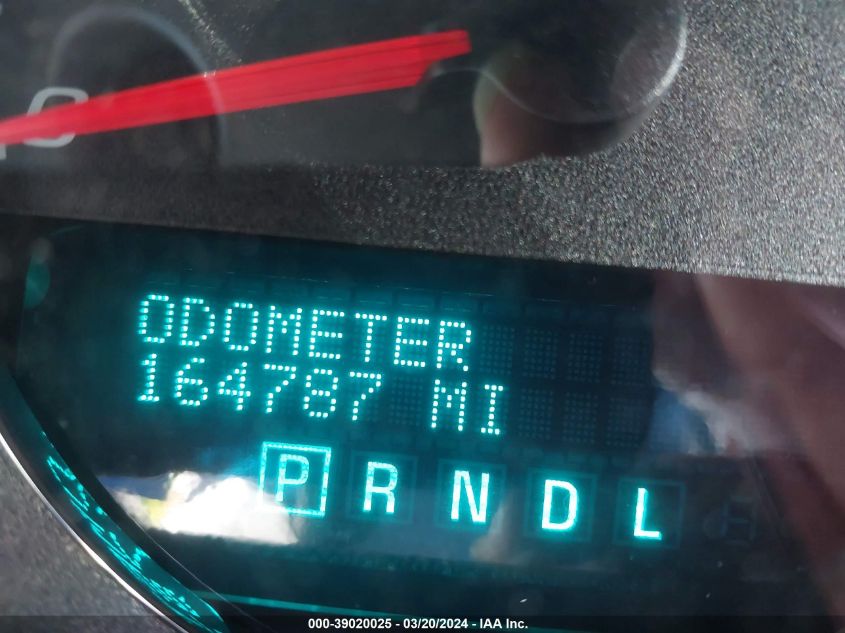 C
ODOMETER
164787 MI
P R N D L
000-39020025 - 03/20/2024 - IAA Inc.